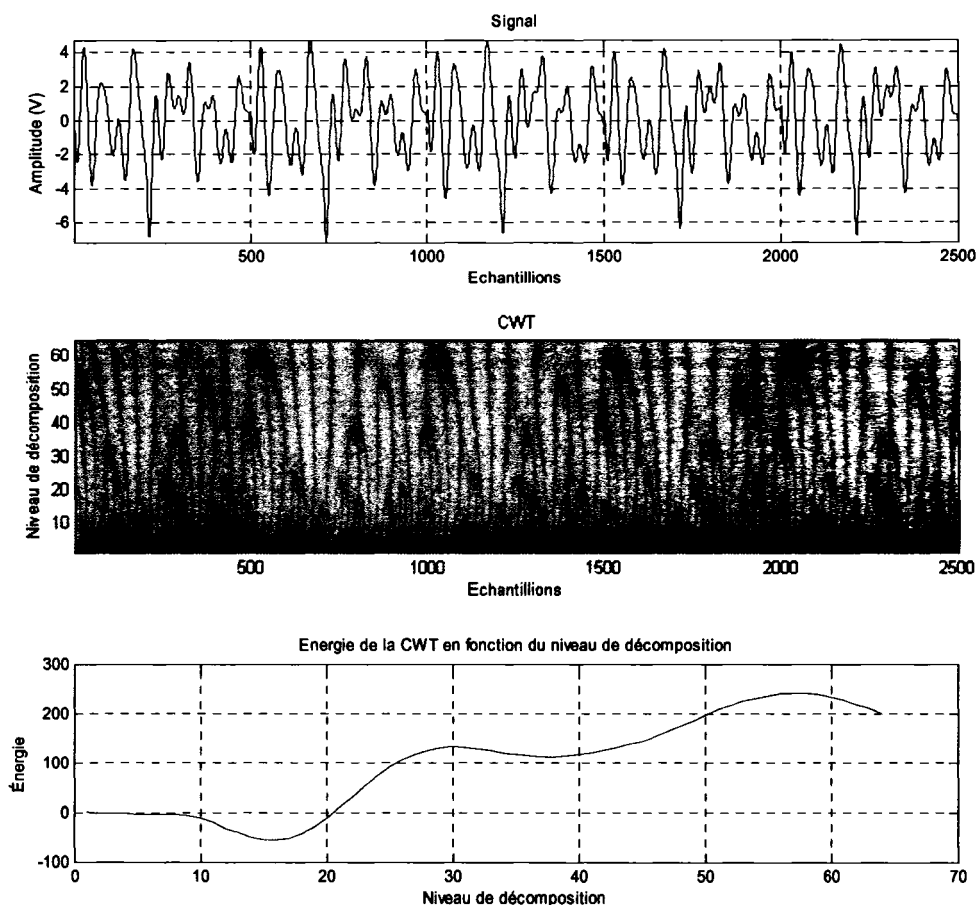 Signal
4
2
0
-2
-4
-6
Amplitude (V)
500 1000 1500 2000 2500
Echantillions
CWT
60
50
40
30
20
10
Niveau de décomposition
500 1000 1500 2000 2500
Echantillions
Energie de la CWT en fonction du niveau de décomposition
300
200
100
0
-100
Énergie
0 10 20 30 40 50 60 70
Niveau de décomposition